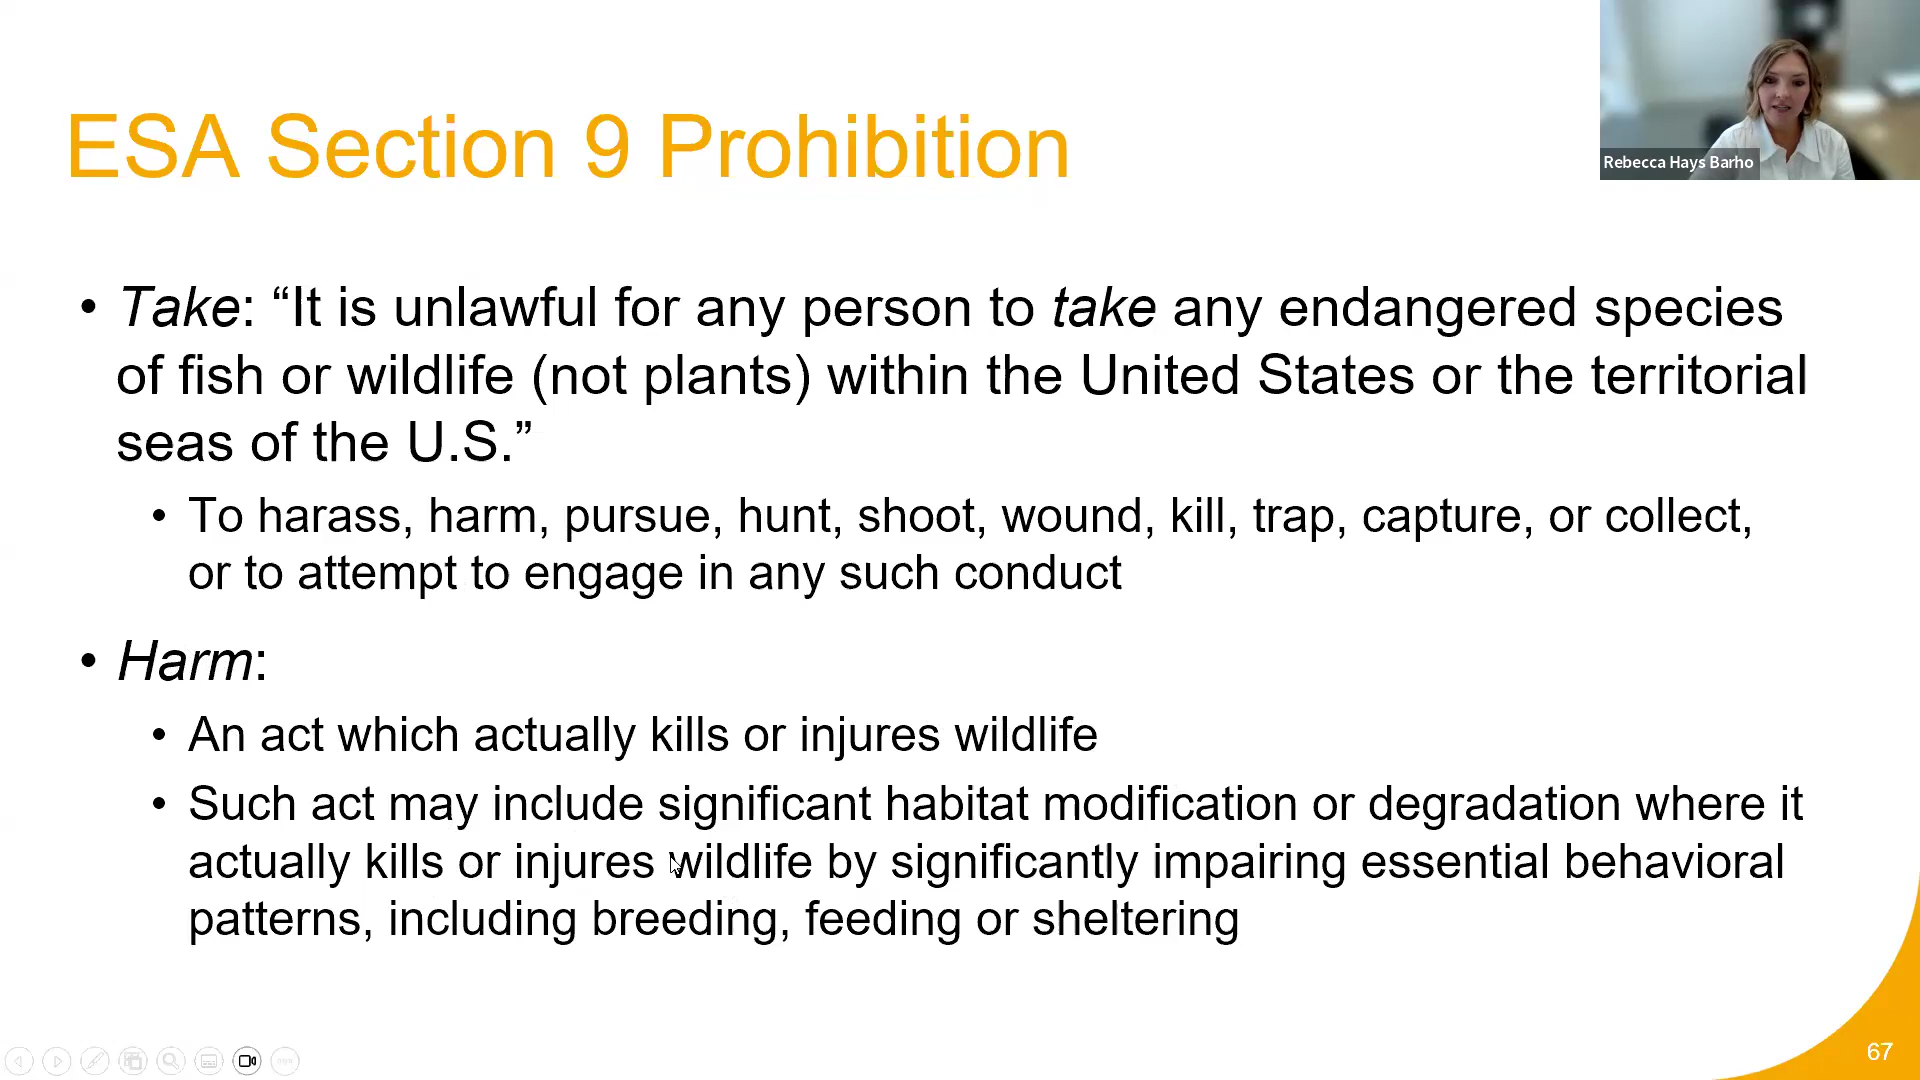 Rebecca Hays Barho
ESA Section 9 Prohibition
• Take: “It is unlawful for any person to take any endangered species
of fish or wildlife (not plants) within the United States or the territorial
seas of the U.S.”
• To harass, harm, pursue, hunt, shoot, wound, kill, trap, capture, or collect,
or to attempt to engage in any such conduct
• Harm:
• An act which actually kills or injures wildlife
• Such act may include significant habitat modification or degradation where it
actually kills or injures wildlife by significantly impairing essential behavioral
patterns, including breeding, feeding or sheltering
67